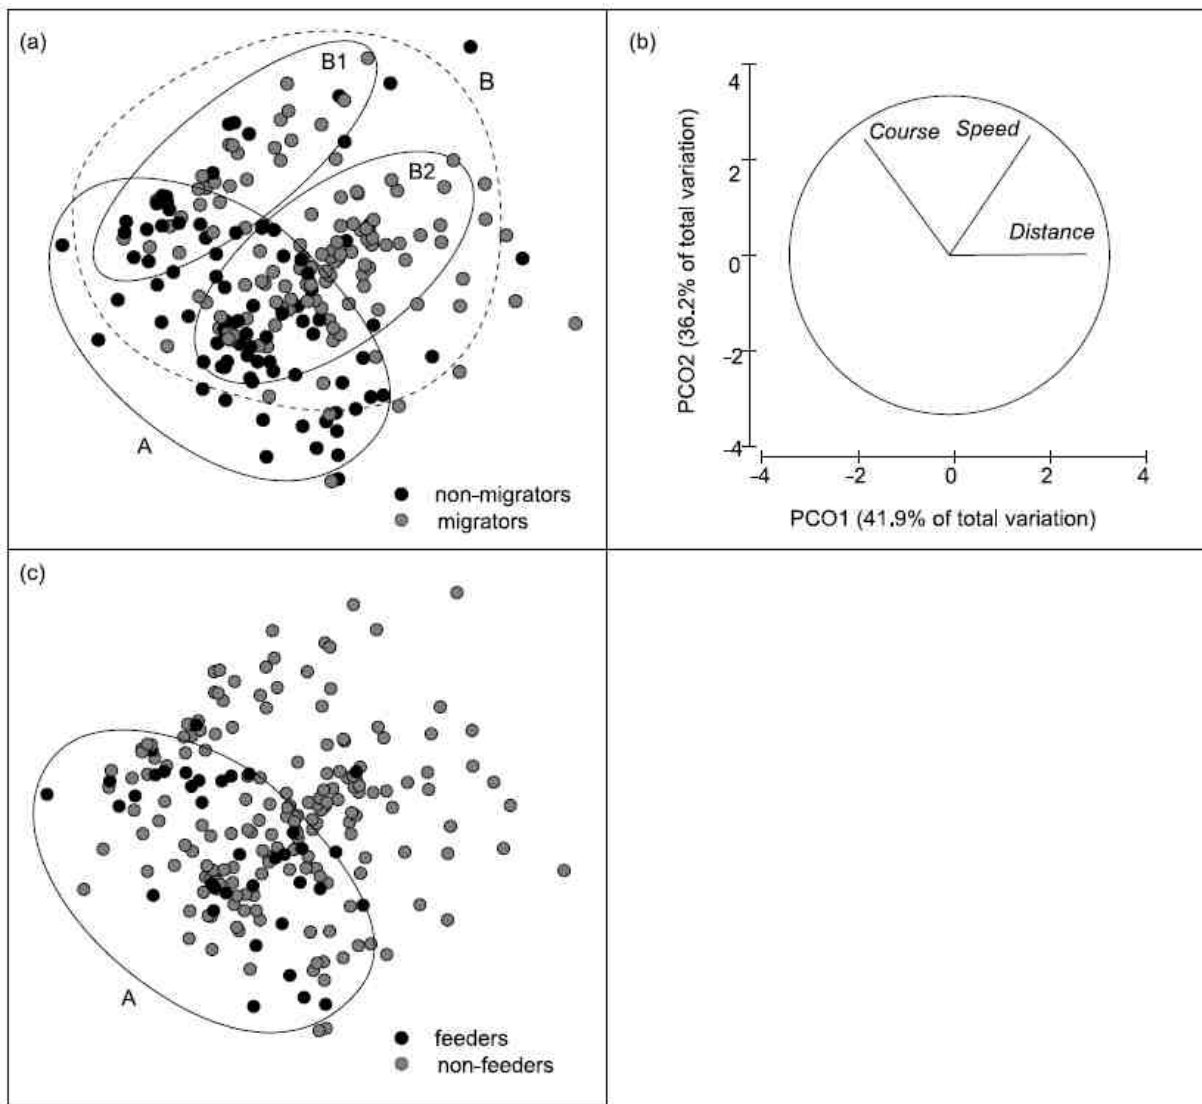 (a)
B1
B
B2
A
non-migrators
migrators
(b)
4
2
0
-2
-4
PCO2 (36.2% of total variation)
Course Speed
Distance
-4 -2 0 2 4
PCO1 (41.9% of total variation)
(c)
A
feeders
non-feeders